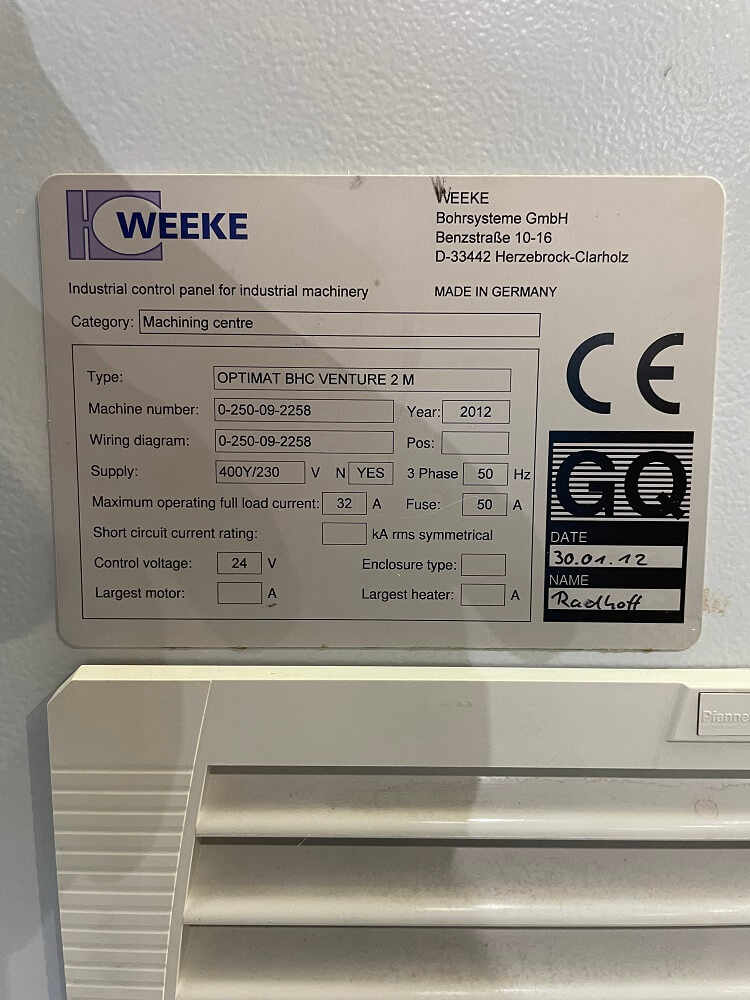 WEEKE
WEEKE
Bohrsysteme GmbH
Benzstraße 10-16
D-33442 Herzebrock-Clarholz
Industrial control panel for industrial machinery
MADE IN GERMANY
Category: Machining centre
CE
Type: OPTIMAT BHC VENTURE 2 M
Machine number: 0-250-09-2258 Year: 2012
Wiring diagram: 0-250-09-2258 Pos:
Supply: 400Y/230 V N YES 3 Phase 50 Hz
Maximum operating full load current: 32 A Fuse: 50 A
Short circuit current rating: kA rms symmetrical
Control voltage: 24 V Enclosure type:
Largest motor: A Largest heater: A
GQ
DATE
30.01.12
NAME
Radhoff